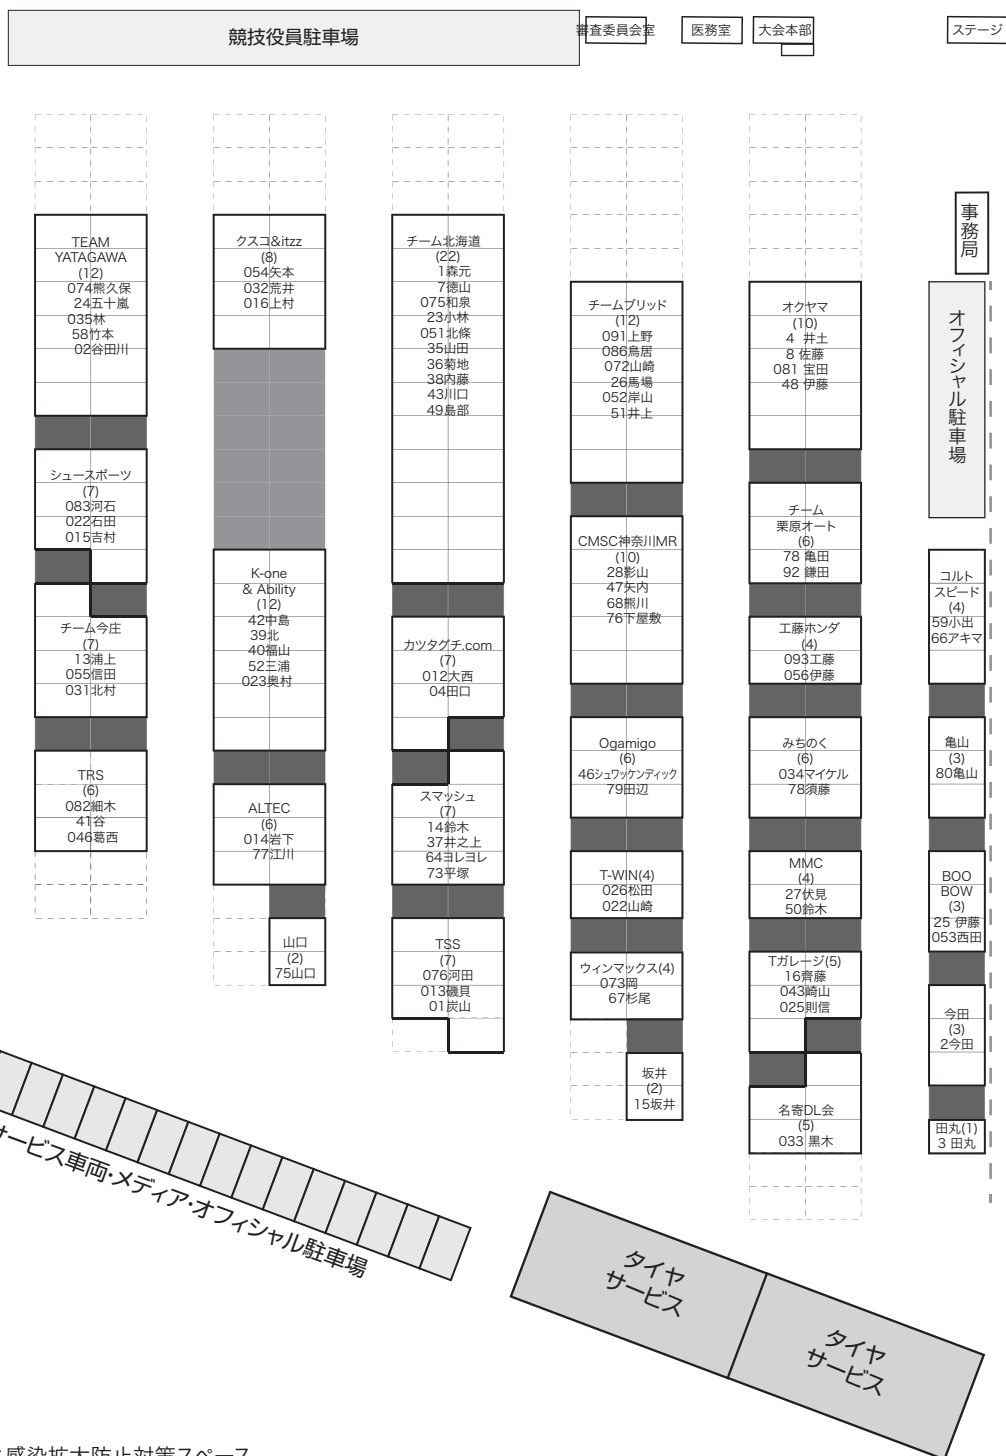 競技役員駐車場
審査委員会室
医務室
大会本部
ステージ
事務局
オフィシャル駐車場
TEAM
YATAGAWA
(12)
074熊久保
24五十嵐
035林
58竹本
02谷田川
シュースポーツ
(7)
083河石
022石田
015吉村
チーム今庄
(7)
13浦上
055信田
031北村
TRS
(6)
082細木
41谷
046葛西
クスコ&itzz
(8)
054矢本
032荒井
016上村
K-one
& Ability
(12)
42中島
39北
40福山
52三浦
023奥村
ALTEC
(6)
014岩下
77江川
山口
(2)
75山口
チーム北海道
(22)
1森元
7徳山
075和泉
23小林
051北條
35山田
36菊地
38内藤
43川口
49島部
カツタグチ.com
(7)
012大西
04田口
スマッシュ
(7)
14鈴木
37井之上
64ヨレヨレ
73平塚
TSS
(7)
076河田
013磯貝
01炭山
チームブリッド
(12)
091上野
086鳥居
072山崎
26馬場
052岸山
51井上
CMSC神奈川MR
(10)
28影山
47矢内
68熊川
76下屋敷
Ogamigo
(6)
46シュワッケンディック
79田辺
T-WIN(4)
026松田
022山崎
ウィンマックス(4)
073岡
67杉尾
坂井
(2)
15坂井
オクヤマ
(10)
4 井土
8 佐藤
081 宝田
48 伊藤
チーム
栗原オート
(6)
78 亀田
92 鎌田
工藤ホンダ
(4)
093工藤
056伊藤
みちのく
(6)
034マイケル
78須藤
MMC
(4)
27伏見
50鈴木
Tガレージ(5)
16齊藤
043崎山
025則信
名寄DL会
(5)
033 黒木
コルト
スピード
(4)
59小出
66アキマ
亀山
(3)
80亀山
BOO
BOW
(3)
25 伊藤
053西田
今田
(3)
2今田
田丸(1)
3 田丸
サービス車両・メディア・オフィシャル駐車場
タイヤ
サービス
タイヤ
サービス
感染拡大防止対策スペース